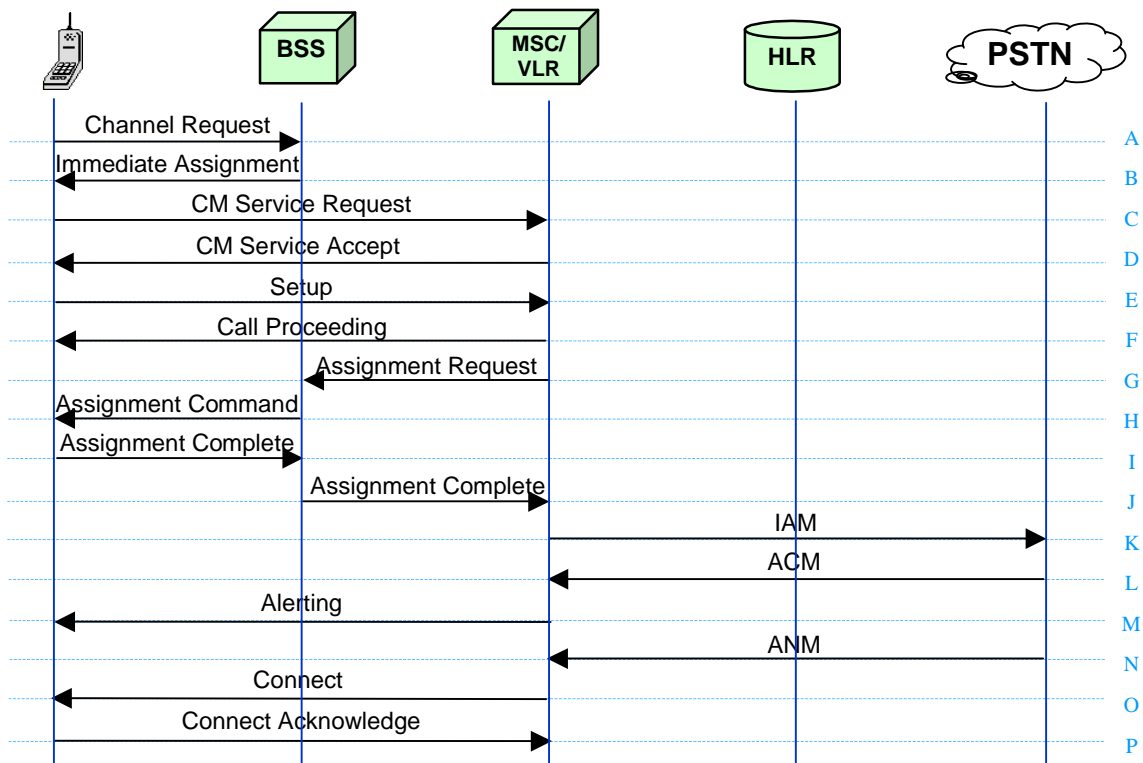 BSS
MSC/
VLR
HLR
PSTN
Channel Request
A
Immediate Assignment
B
CM Service Request
C
CM Service Accept
D
Setup
E
Call Proceeding
F
Assignment Request
G
Assignment Command
H
Assignment Complete
I
Assignment Complete
J
IAM
K
ACM
L
Alerting
M
ANM
N
Connect
O
Connect Acknowledge
P